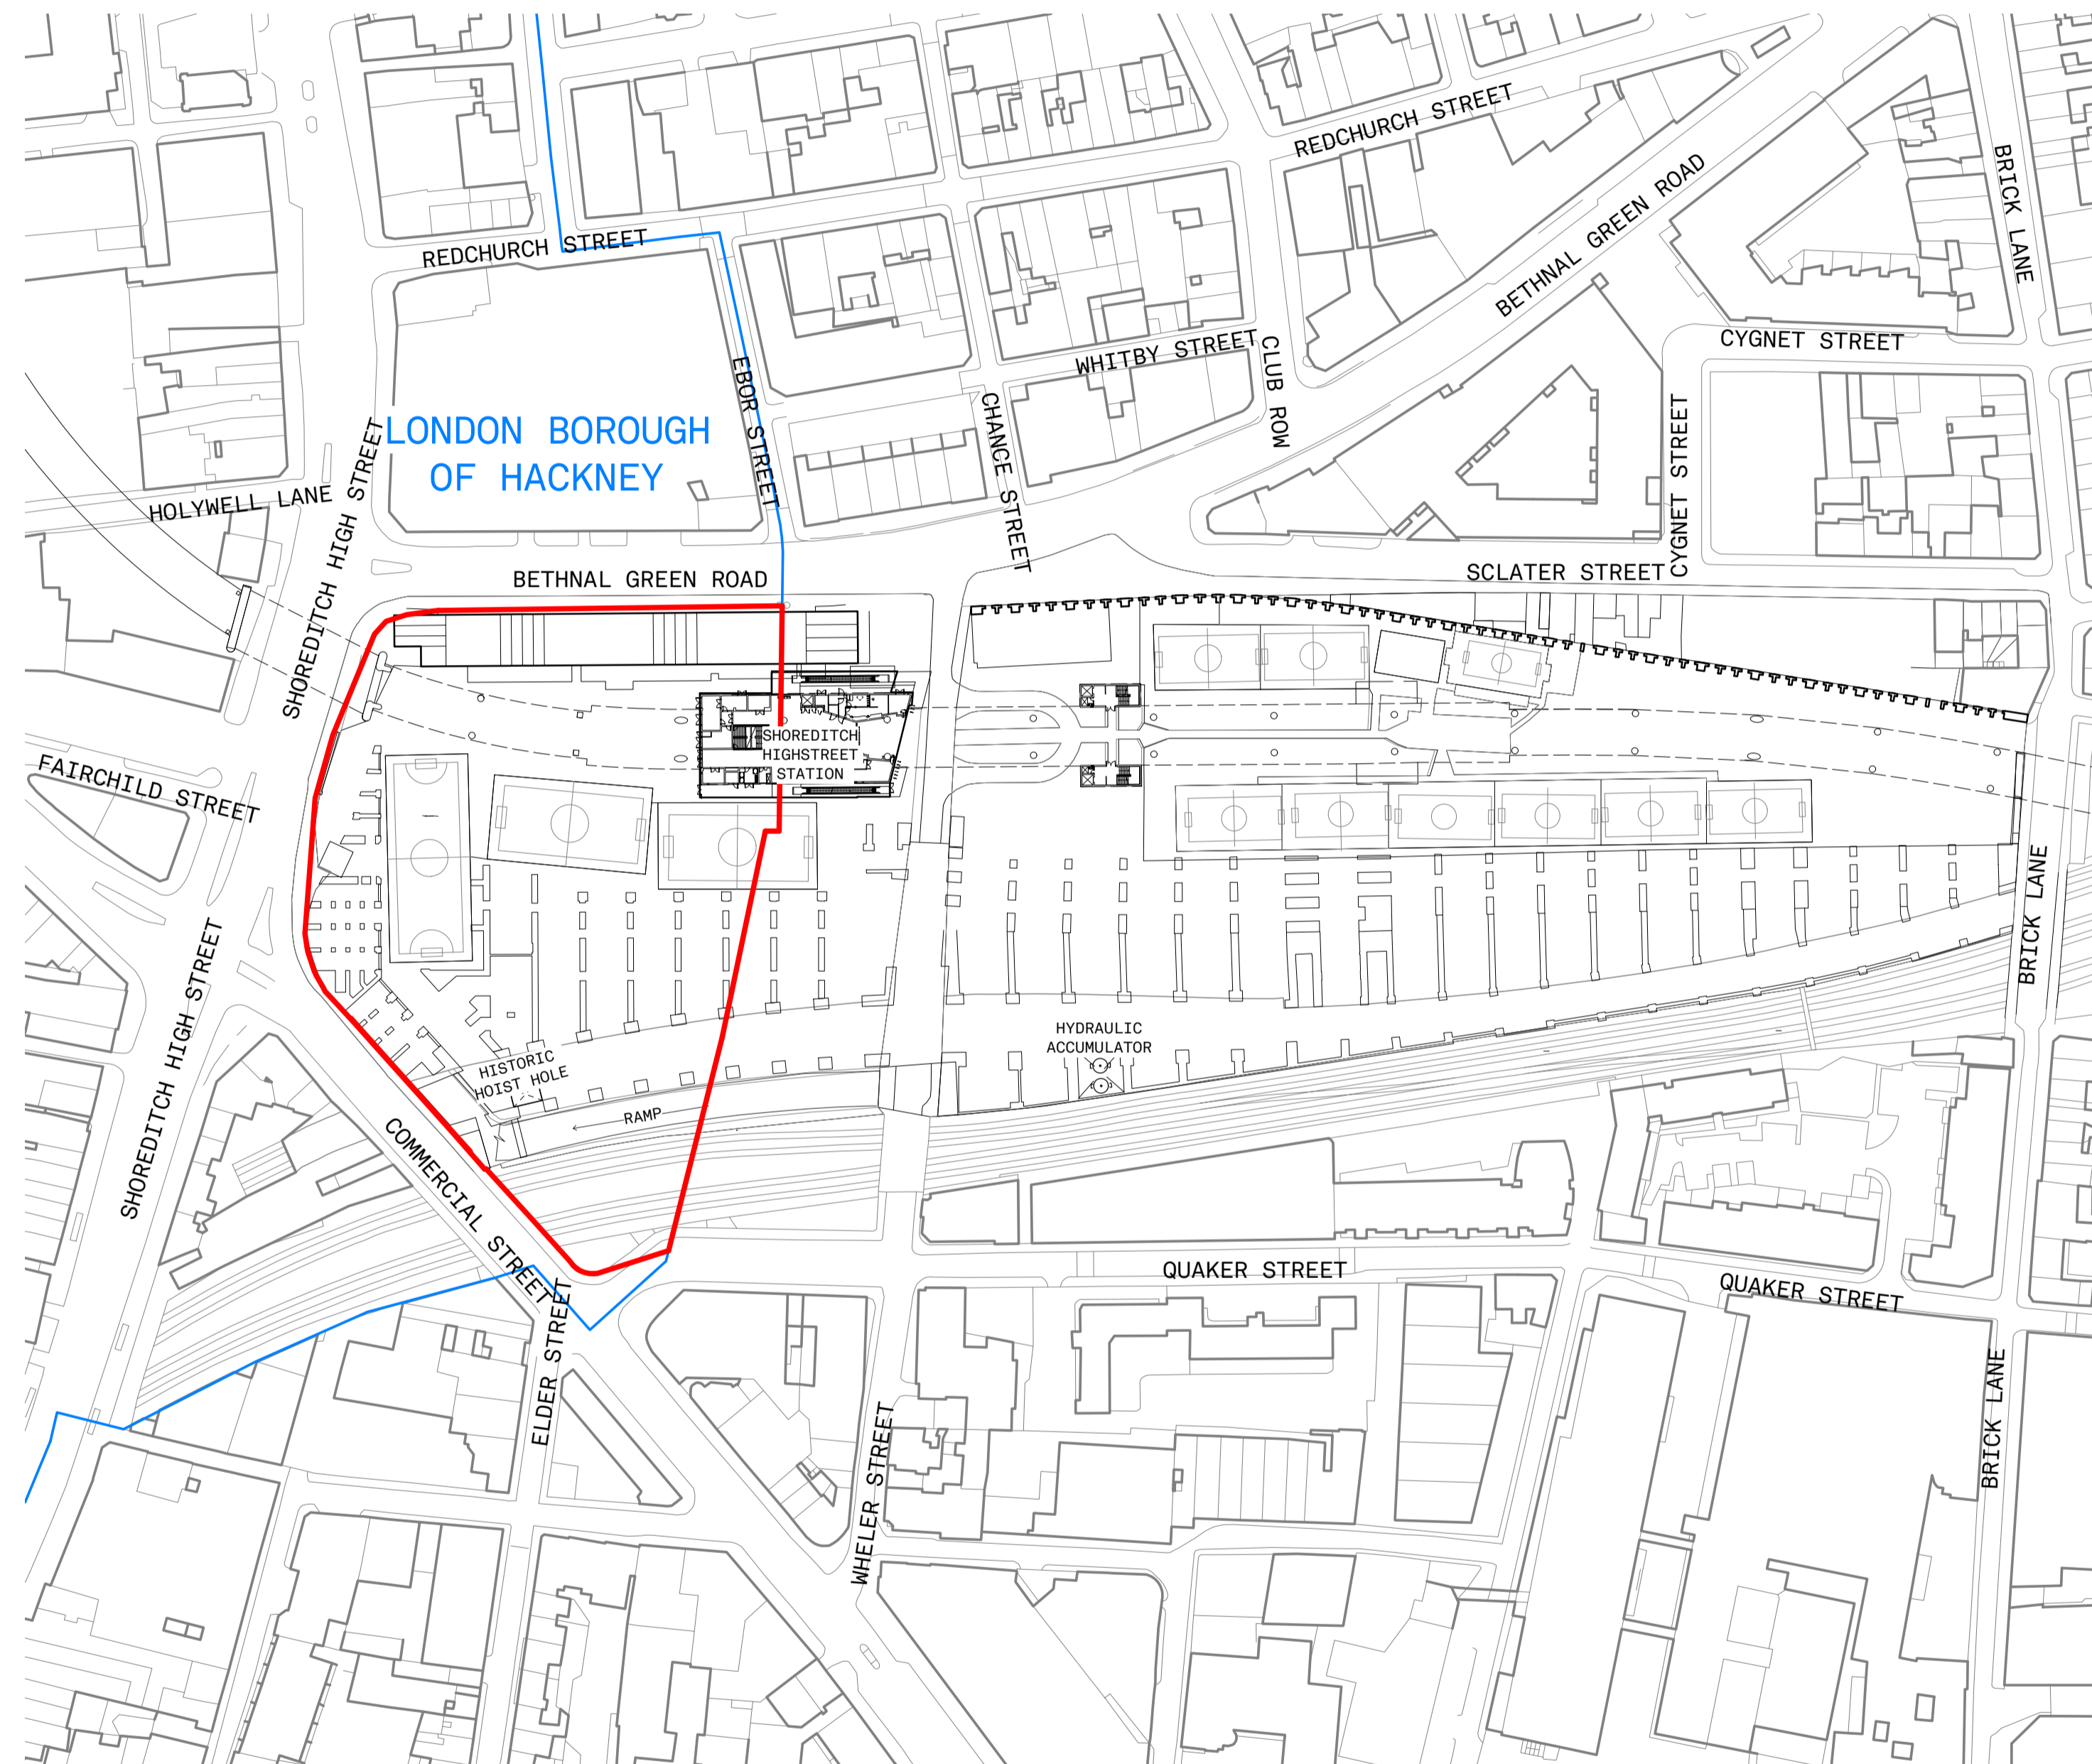 REDCHURCH STREET
BRICK LANE
BETHNAL GREEN ROAD
REDCHURCH STREET
CYGNET STREET
WHITBY STREET
CLUB ROW
EBOR STREET
LONDON BOROUGH
OF HACKNEY
CHANCE STREET
CYGNET STREET
HOLYWELL LANE
SHOREDITCH HIGH STREET
BETHNAL GREEN ROAD
SCLATER STREET
SHOREDITCH
HIGHSTREET
STATION
FAIRCHILD STREET
BRICK LANE
SHOREDITCH HIGH STREET
HYDRAULIC
ACCUMULATOR
HISTORIC
HOIST HOLE
RAMP
COMMERCIAL STREET
QUAKER STREET
QUAKER STREET
ELDER STREET
BRICK LANE
WHELER STREET